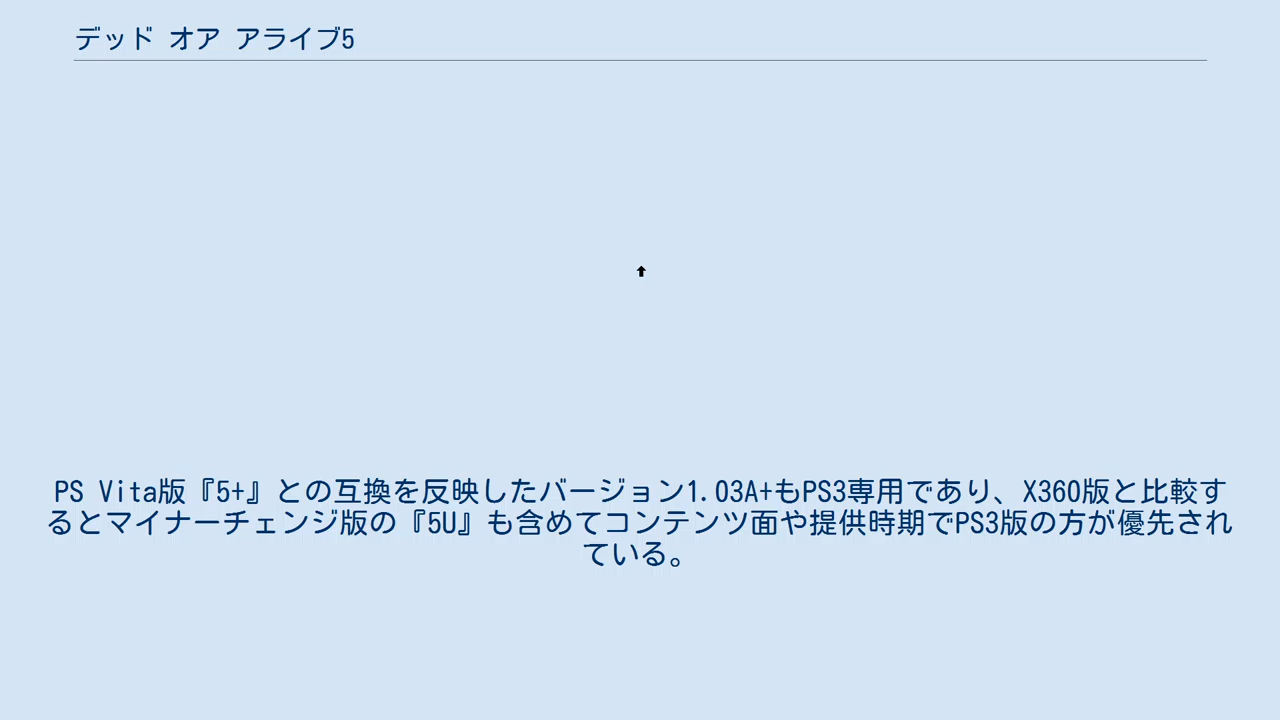 デッド オア アライブ5
PS Vita版『5+』との互換を反映したバージョン1.03A+もPS3専用であり、X360版と比較す
るとマイナーチェンジ版の『5U』も含めてコンテンツ面や提供時期でPS3版の方が優先され
ている。